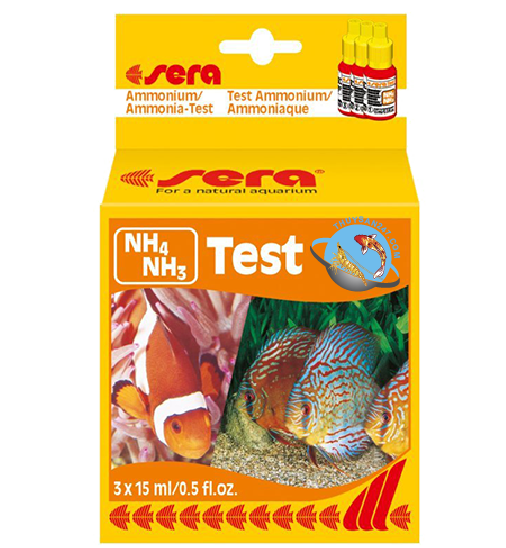 sera
Ammonium/
Ammonia-Test
Test Ammonium/
Ammoniaque
sera®
For a natural aquarium
NH4
NH3
Test
3 x 15 ml/0.5 fl.oz.